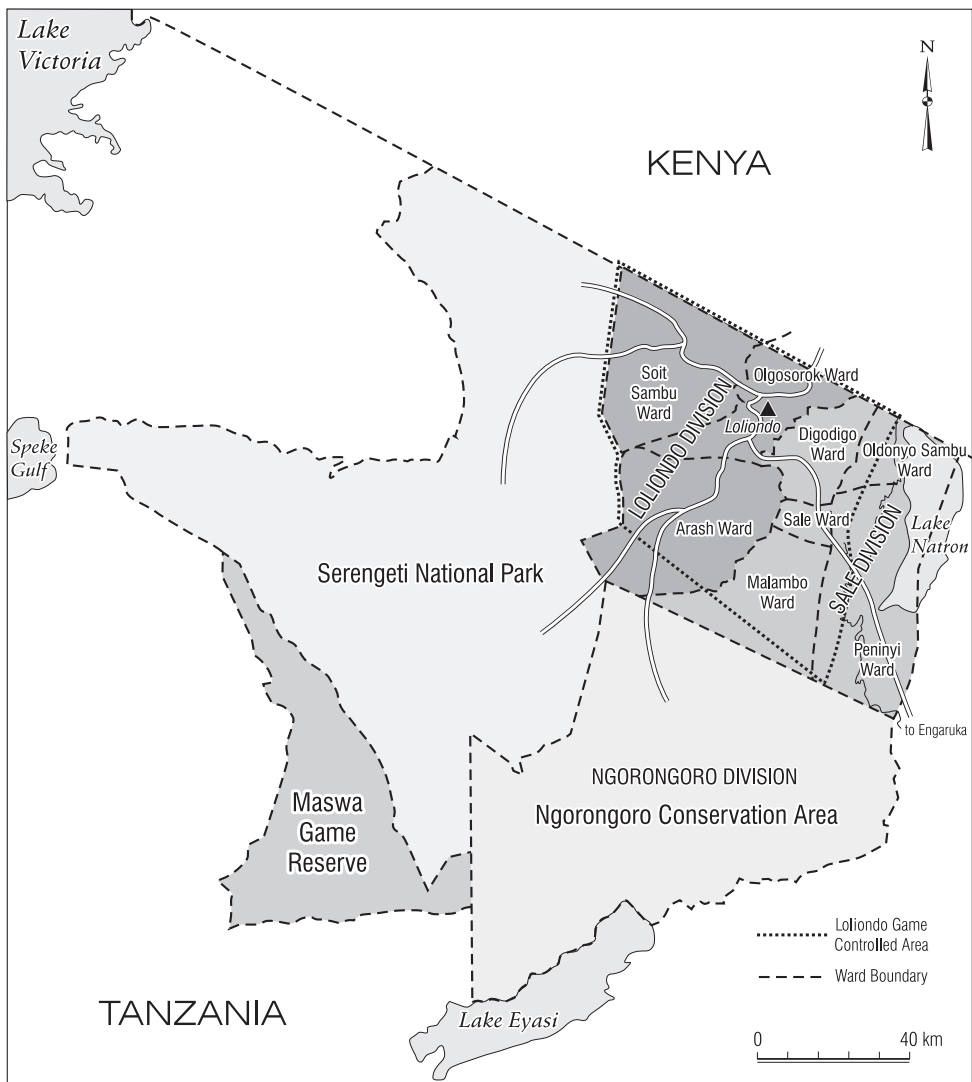 Lake
Victoria
N
KENYA
Soit
Sambu
Ward
Olgosorok Ward
LOLIONDO DIVISION
Loliondo
Digodigo
Ward
Oldonyo Sambu
Ward
Speke
Gulf
Arash Ward
Sale Ward
Lake
Natron
SALE DIVISION
Serengeti National Park
Malambo
Ward
Peninyi
Ward
to Engaruka
NGORONGORO DIVISION
Ngorongoro Conservation Area
Maswa
Game
Reserve
Loliondo Game
Controlled Area
Ward Boundary
TANZANIA
Lake Eyasi
0 40 km